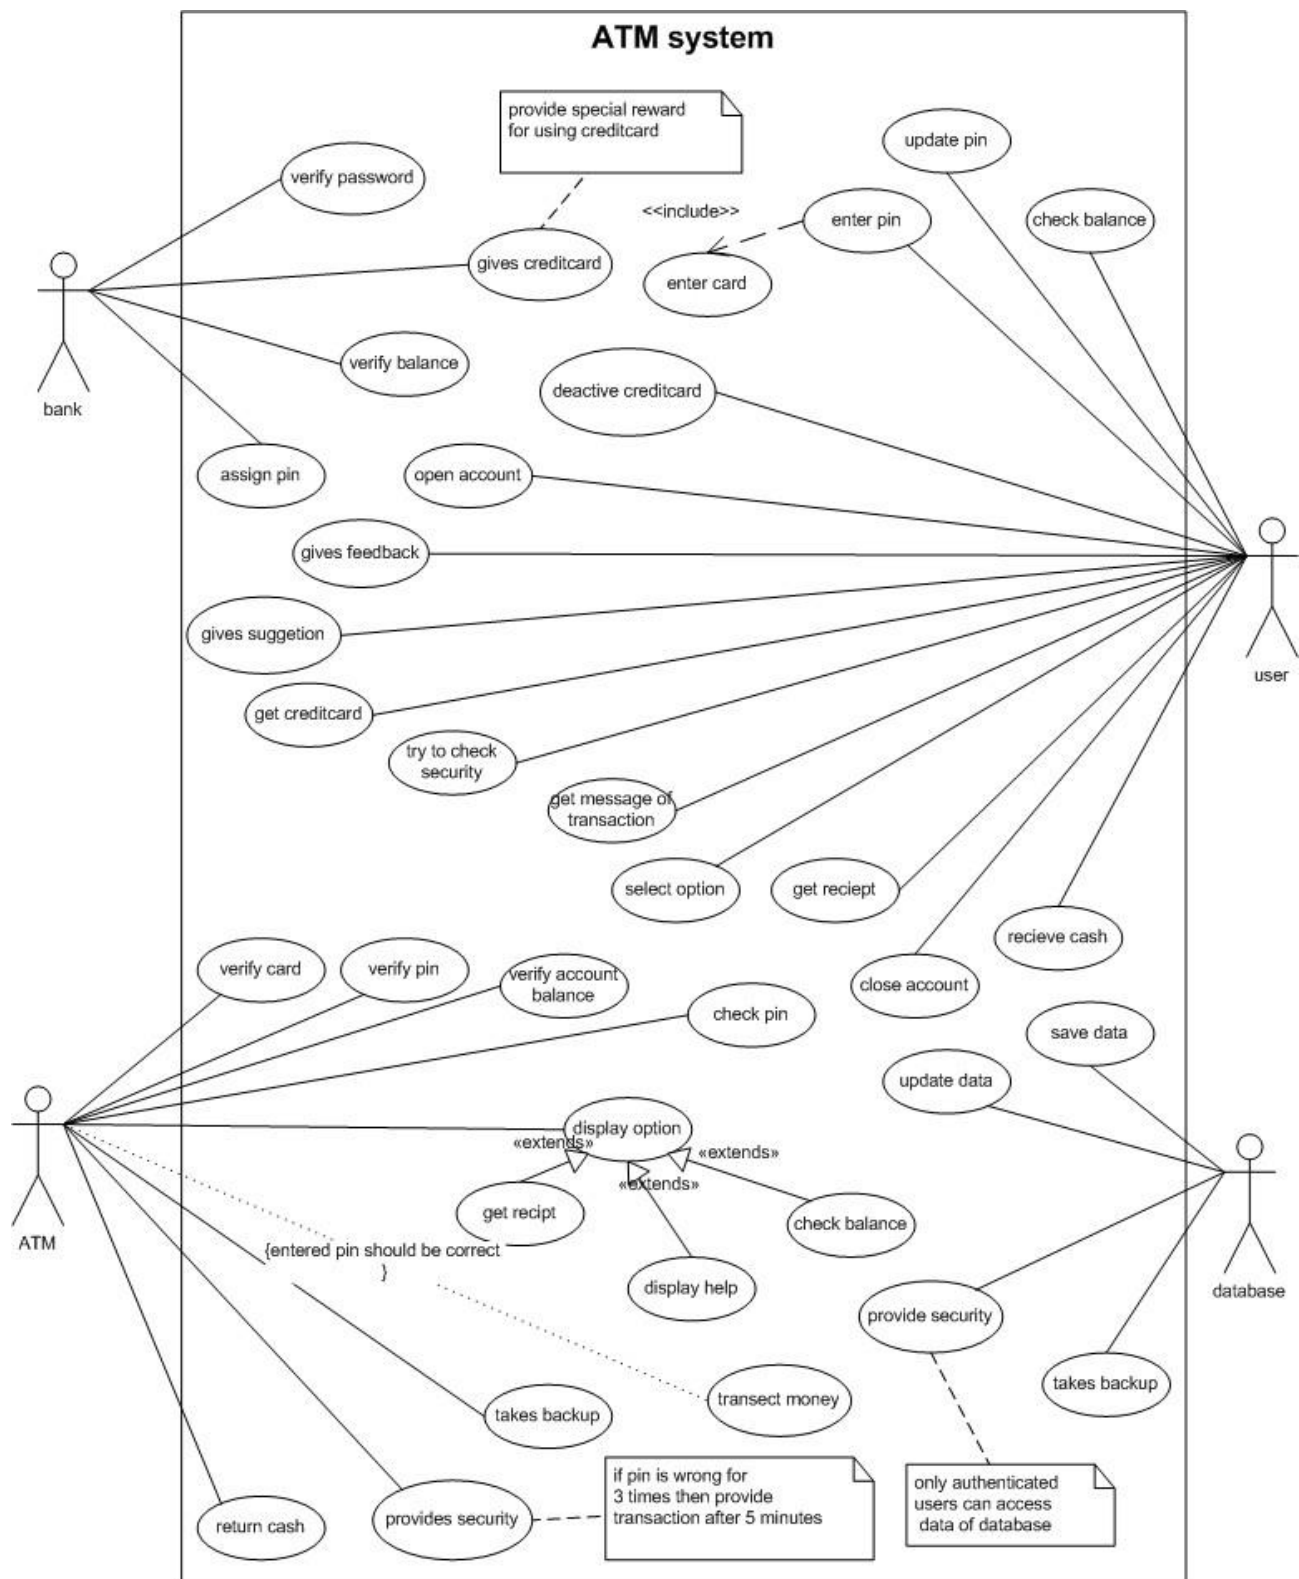 ATM system
provide special reward
for using creditcard
update pin
verify password
<<include>>
enter pin
check balance
gives creditcard
enter card
verify balance
deactive creditcard
bank
assign pin
open account
gives feedback
gives suggetion
user
get creditcard
try to check
security
get message of
transaction
select option
get reciept
recieve cash
verify card
verify pin
verify account
balance
close account
check pin
save data
update data
display option
«extends»
«extends»
«extends»
get recipt
check balance
ATM
{entered pin should be correct
}
display help
database
provide security
takes backup
transect money
takes backup
if pin is wrong for
3 times then provide
transaction after 5 minutes
only authenticated
users can access
data of database
return cash
provides security